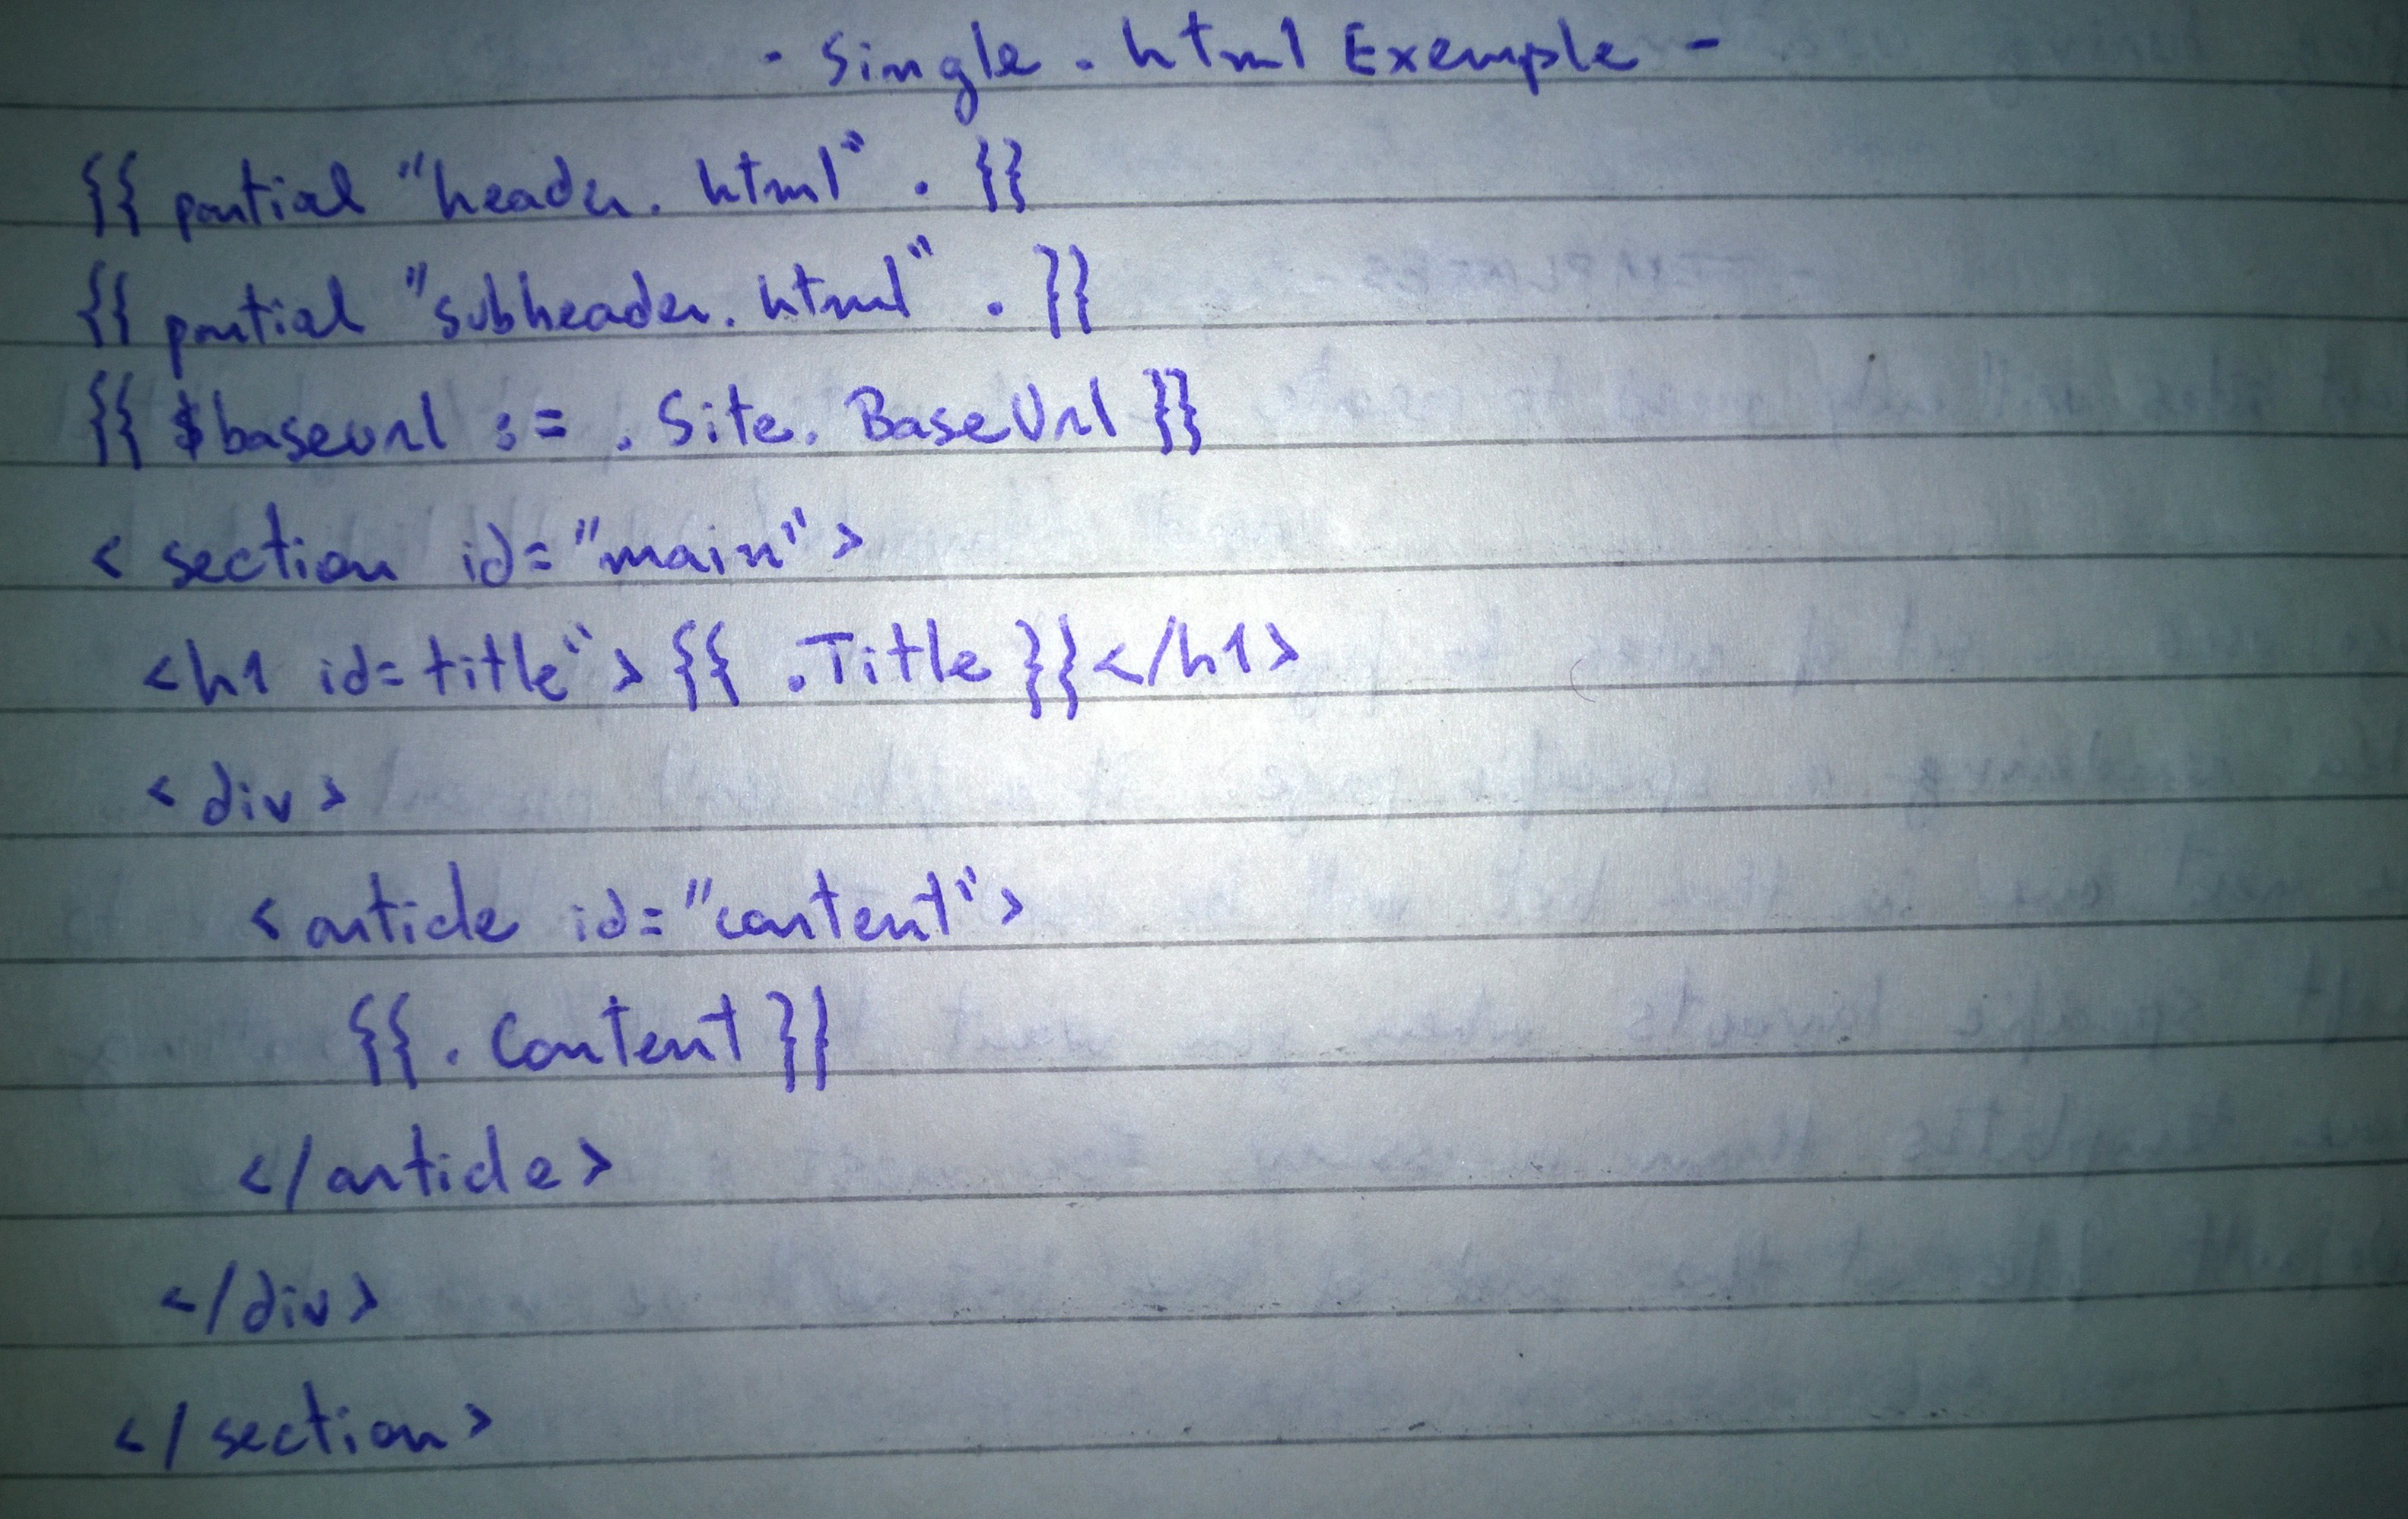 - Single.html Exemple -
{{ partial "header.html" . }}
{{ partial "subheader.html" . }}
{{ $baseurl := .Site.BaseUrl }}
<section id="main">
<h1 id=title"> {{ .Title }}</h1>
<div>
<article id="content">
{{ .Content }}
</article>
</div>
</section>